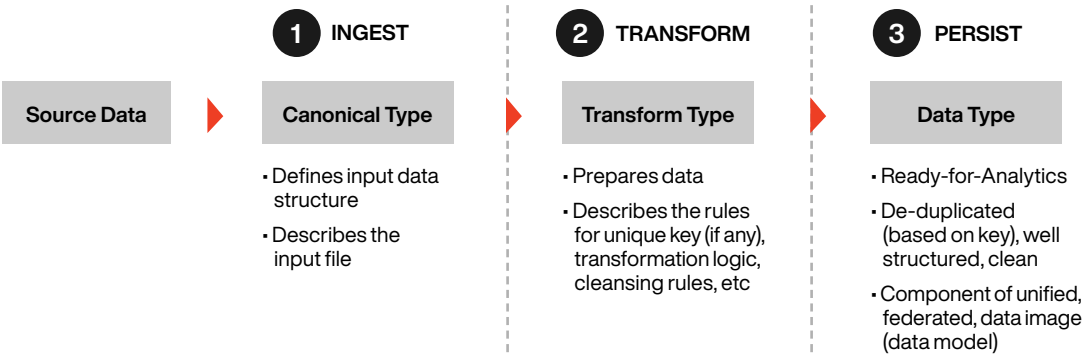 1 INGEST
2 TRANSFORM
3 PERSIST
Source Data
Canonical Type
Transform Type
Data Type
• Defines input data
structure
• Describes the
input file
• Prepares data
• Describes the rules
for unique key (if any),
transformation logic,
cleansing rules, etc
• Ready-for-Analytics
• De-duplicated
(based on key), well
structured, clean
• Component of unified,
federated, data image
(data model)